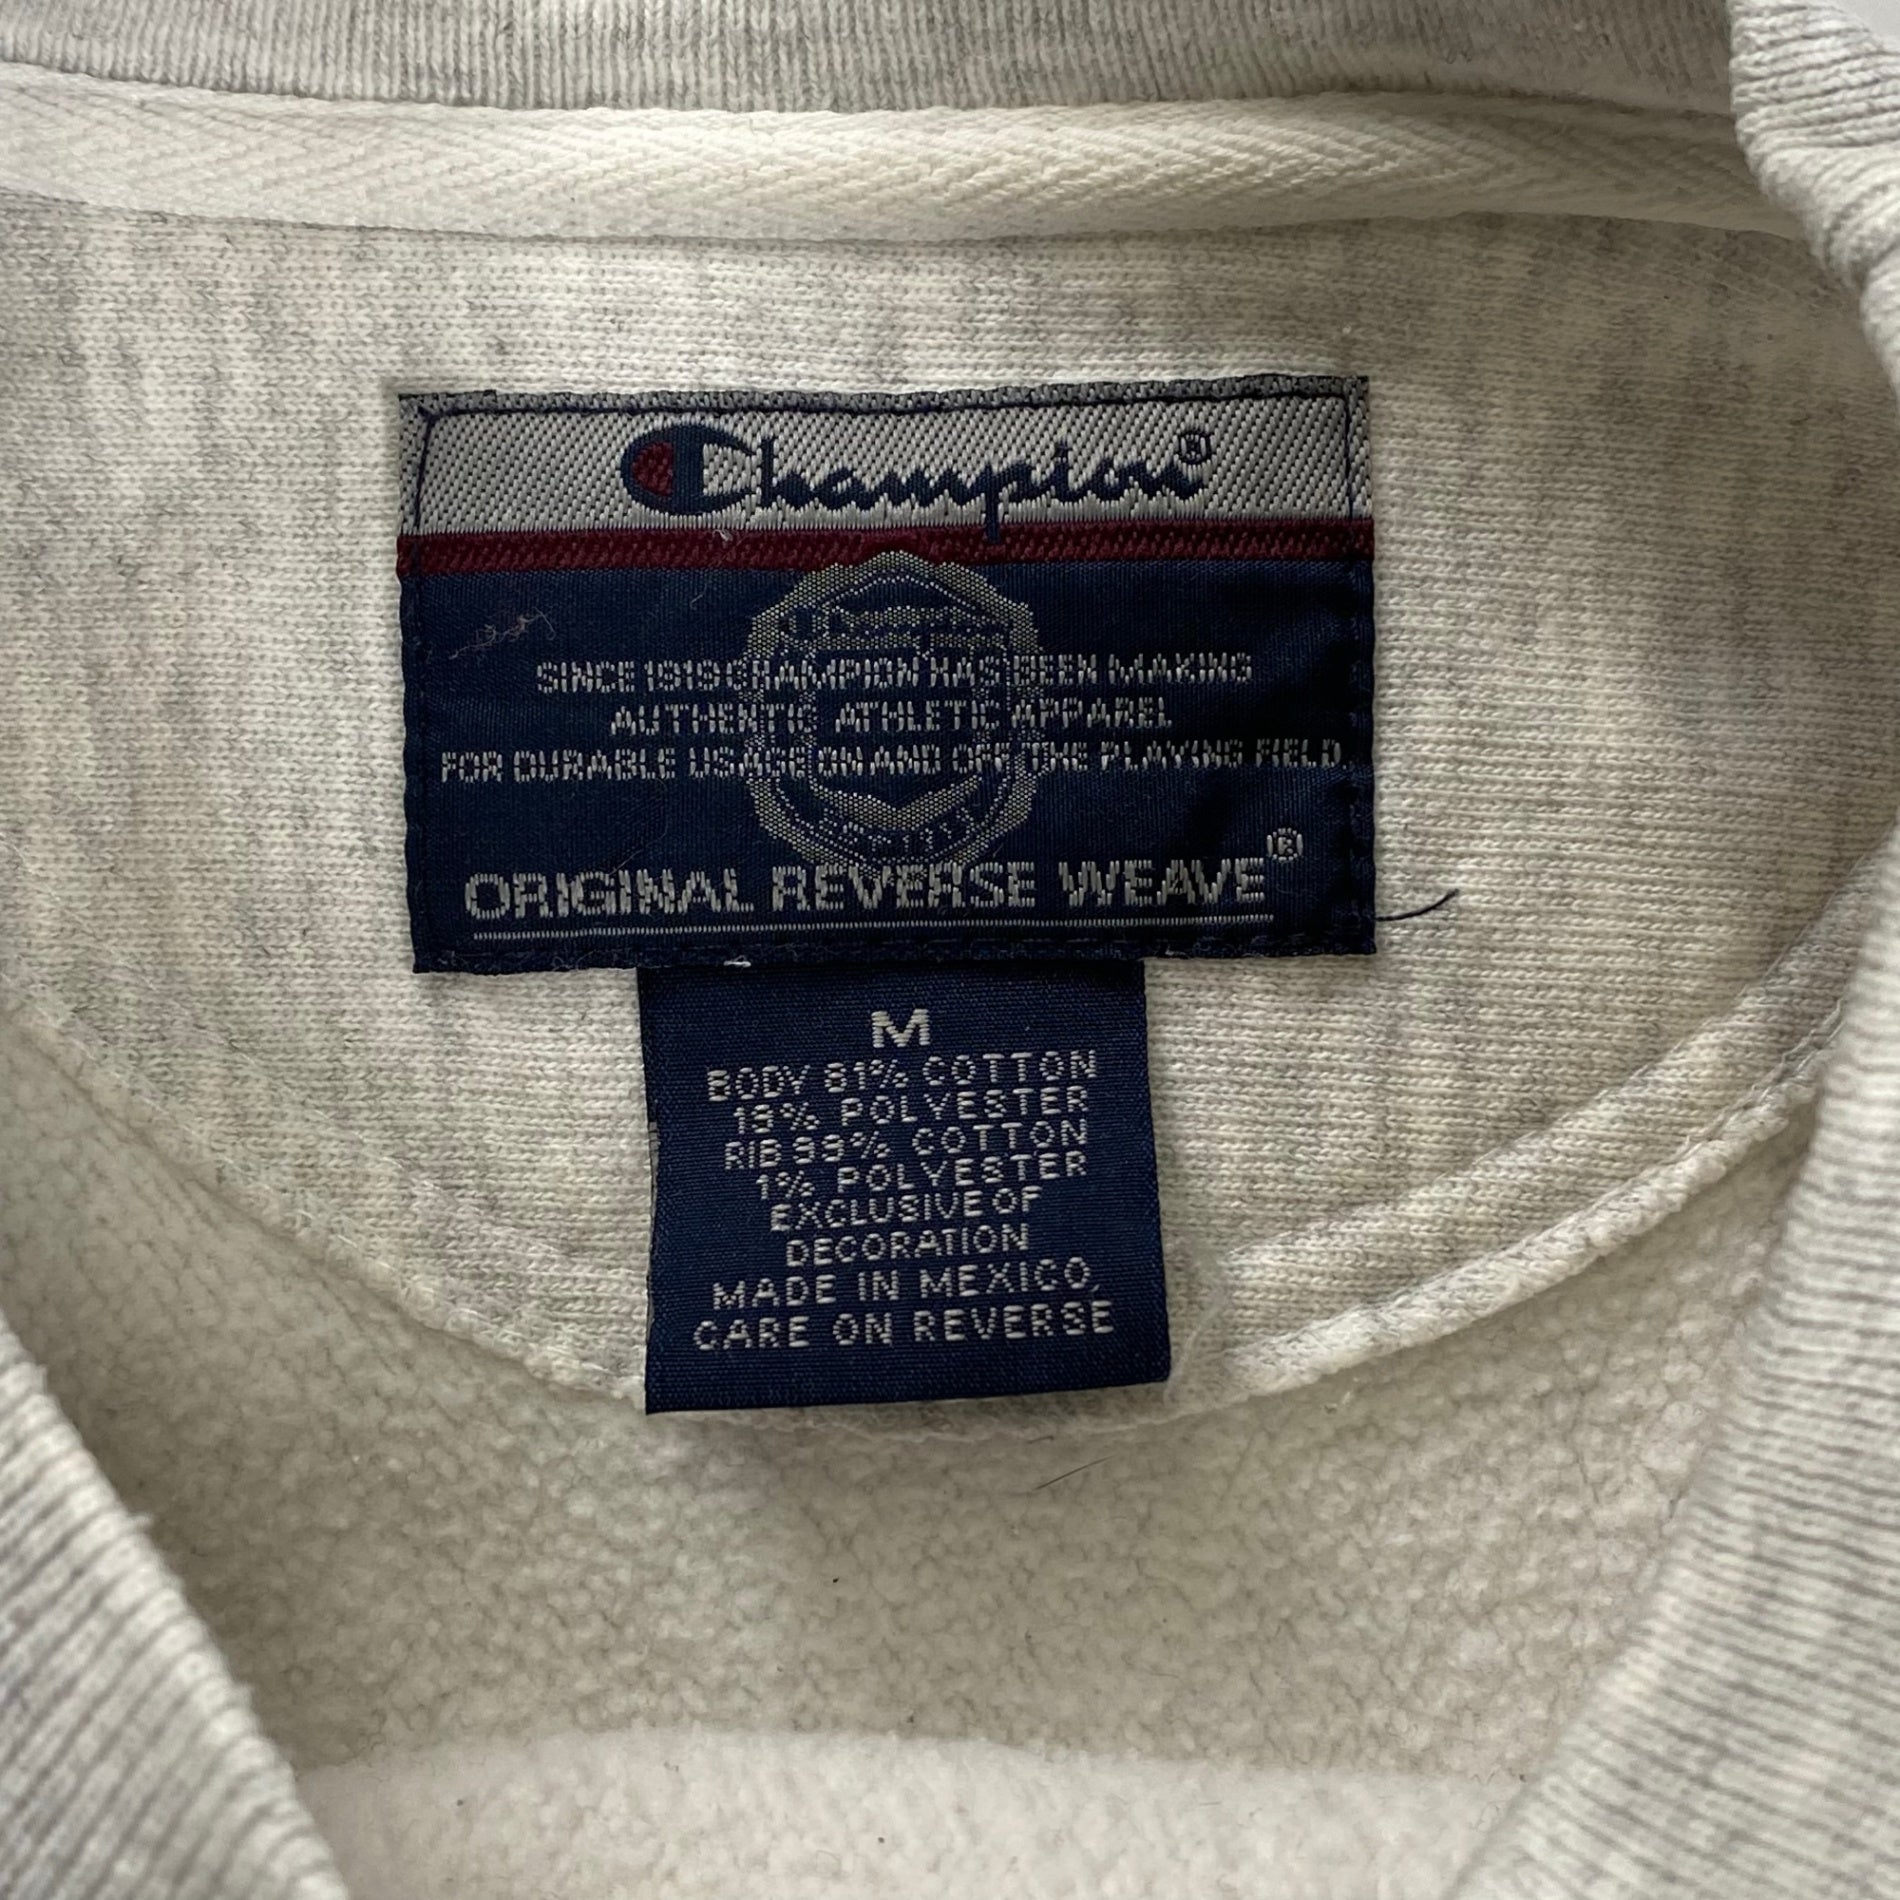 Champion®
Champion
SINCE 1919 CHAMPION HAS BEEN MAKING
AUTHENTIC ATHLETIC APPAREL
FOR DURABLE USAGE ON AND OFF THE PLAYING FIELD.
ORIGINAL REVERSE WEAVE®
M
BODY 81% COTTON
19% POLYESTER
RIB 99% COTTON
1% POLYESTER
EXCLUSIVE OF
DECORATION
MADE IN MEXICO,
CARE ON REVERSE